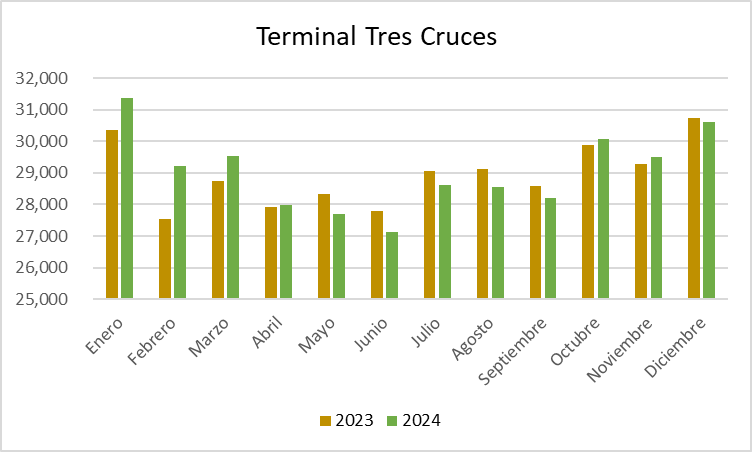 Terminal Tres Cruces
32,000
31,000
30,000
29,000
28,000
27,000
26,000
25,000
Enero
Febrero
Marzo
Abril
Mayo
Junio
Julio
Agosto
Septiembre
Octubre
Noviembre
Diciembre
2023 2024